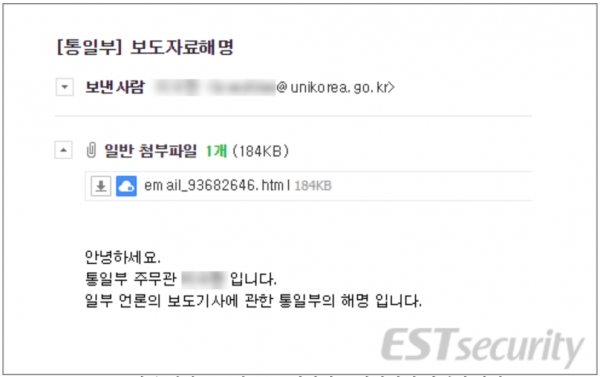 [통일부] 보도자료해명
보낸사람 @unikorea.go.kr>
일반 첨부파일 1개 (184KB)
email_93682646.html 184KB
안녕하세요.
통일부 주무관 입니다.
일부 언론의 보도기사에 관한 통일부의 해명 입니다.
ESTsecurity